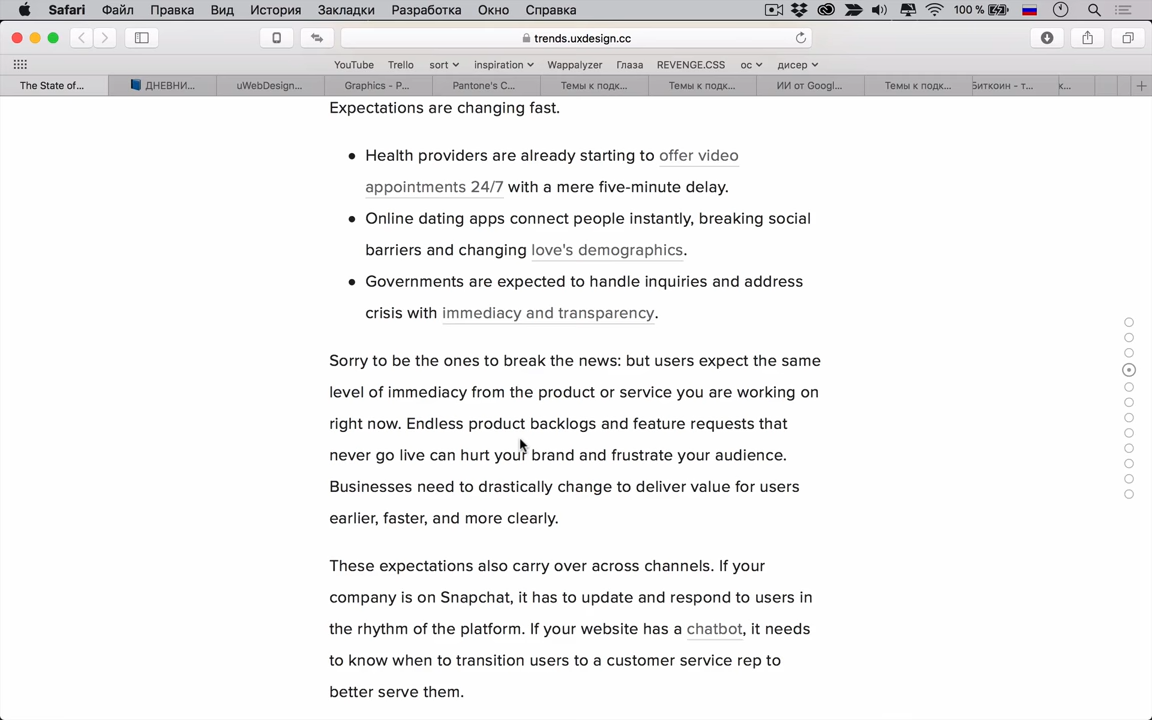 Safari Файл Правка Вид История Закладки Разработка Окно Справка 100 %
trends.uxdesign.cc
YouTube Trello sort inspiration Wappalyzer Глаза REVENGE.CSS ос дисер
The State of... ДНЕВНИ... uWebDesign... Graphics - P... Pantone's C... Темы к подк... Темы к подк... ИИ от Googl... Темы к подк... Биткоин - т... к...
Expectations are changing fast.
• Health providers are already starting to offer video
appointments 24/7 with a mere five-minute delay.
• Online dating apps connect people instantly, breaking social
barriers and changing love's demographics.
• Governments are expected to handle inquiries and address
crisis with immediacy and transparency.
Sorry to be the ones to break the news: but users expect the same
level of immediacy from the product or service you are working on
right now. Endless product backlogs and feature requests that
never go live can hurt your brand and frustrate your audience.
Businesses need to drastically change to deliver value for users
earlier, faster, and more clearly.
These expectations also carry over across channels. If your
company is on Snapchat, it has to update and respond to users in
the rhythm of the platform. If your website has a chatbot, it needs
to know when to transition users to a customer service rep to
better serve them.